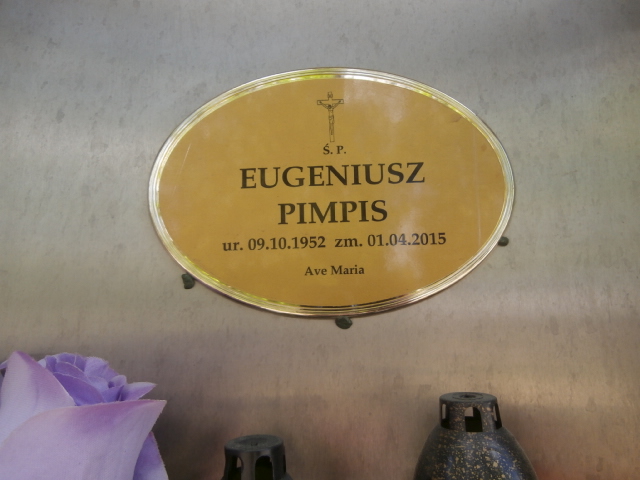 Ś. P.
EUGENIUSZ
PIMPIS
ur. 09.10.1952 zm. 01.04.2015
Ave Maria